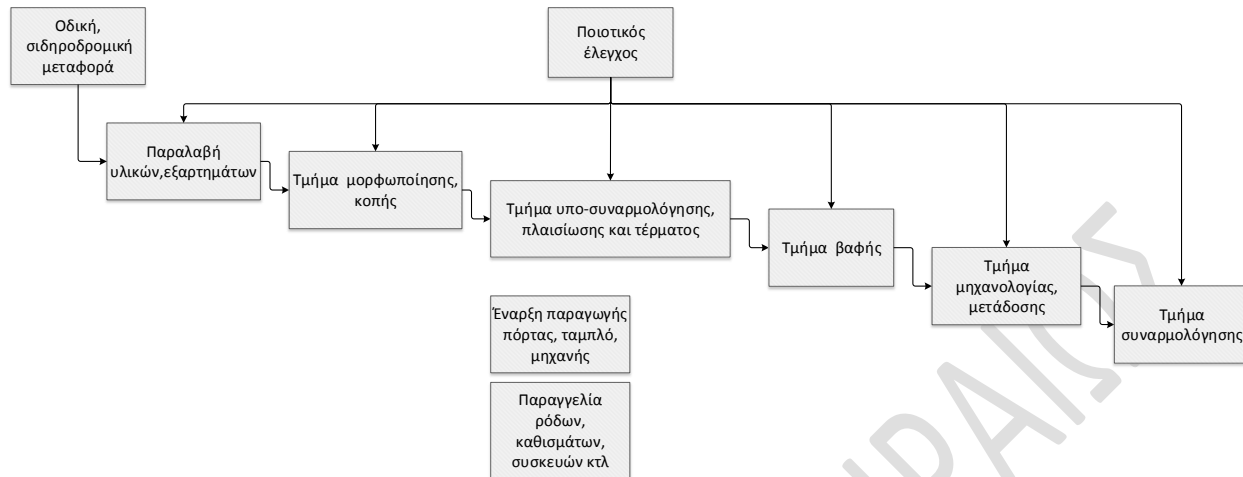 Οδική,
σιδηροδρομική
μεταφορά
Ποιοτικός
έλεγχος
Παραλαβή
υλικών,εξαρτημάτων
Τμήμα μορφωποίησης,
κοπής
Τμήμα υπο-συναρμολόγησης,
πλαισίωσης και τέρματος
Τμήμα βαφής
Τμήμα
μηχανολογίας,
μετάδοσης
Τμήμα
συναρμολόγησης
Έναρξη παραγωγής
πόρτας, ταμπλό,
μηχανής
Παραγγελία
ρόδων,
καθισμάτων,
συσκευών κτλ